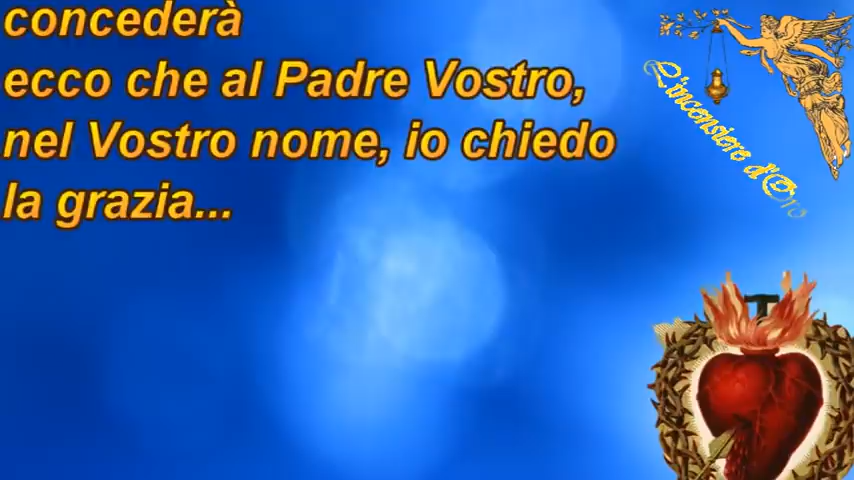 concederà
ecco che al Padre Vostro,
nel Vostro nome, io chiedo
la grazia...
L'incensiere d'Oro